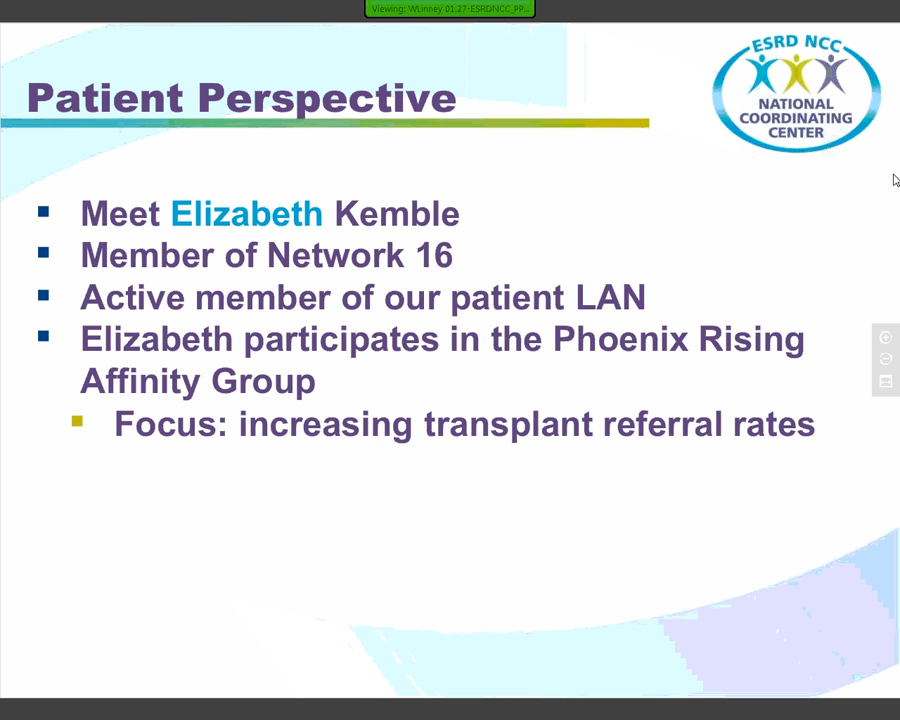 Viewing: WLinney 01.27-ESRDNCC_PP...
Patient Perspective
ESRD NCC
NATIONAL
COORDINATING
CENTER
Meet Elizabeth Kemble
Member of Network 16
Active member of our patient LAN
Elizabeth participates in the Phoenix Rising
Affinity Group
Focus: increasing transplant referral rates